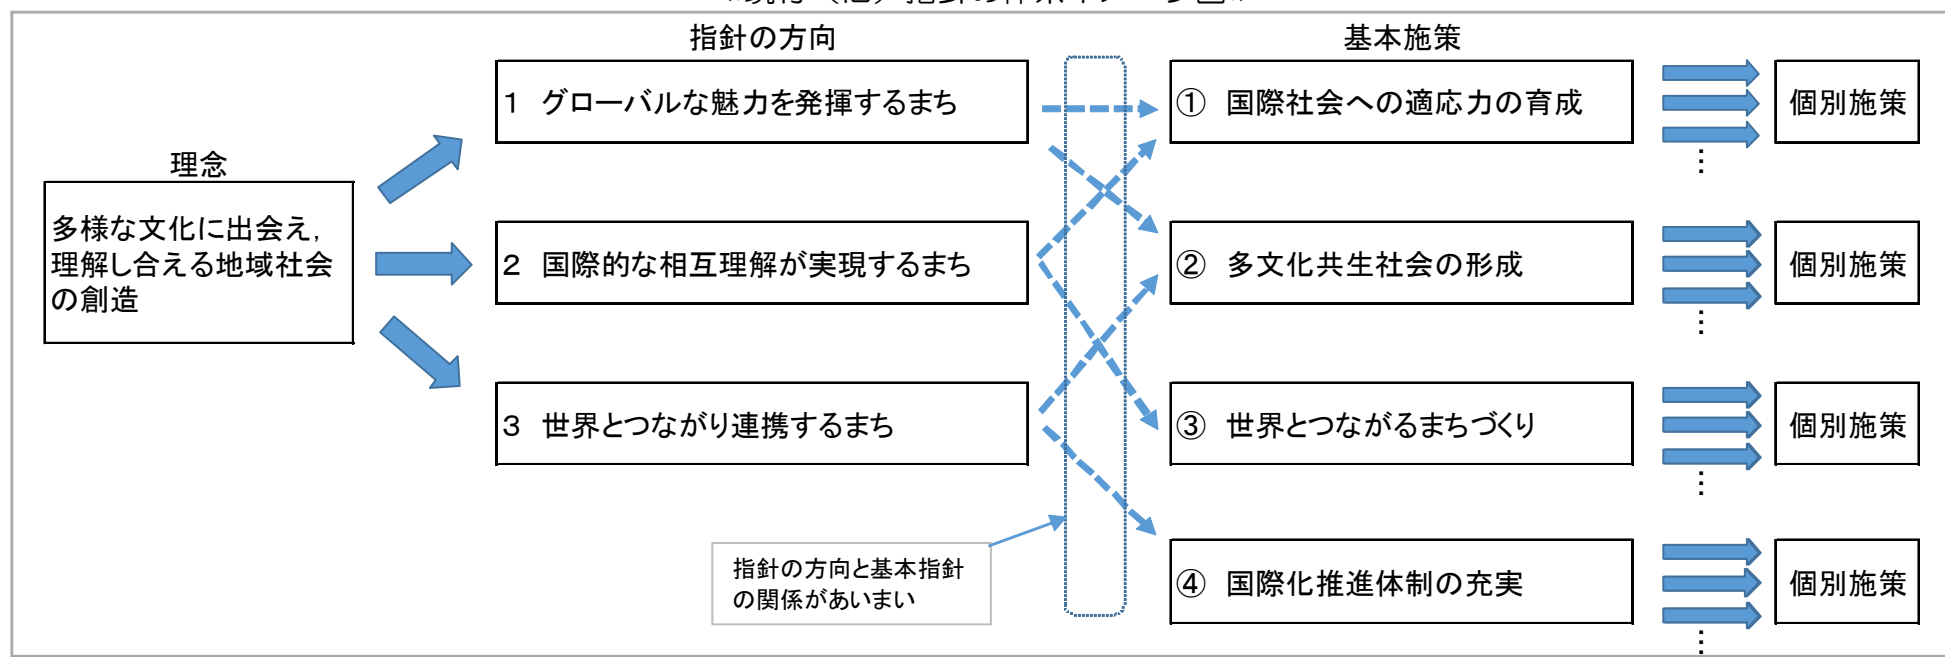 指針の方向
基本施策
理念
多様な文化に出会え，
理解し合える地域社会
の創造
１　グローバルな魅力を発揮するまち
２　国際的な相互理解が実現するまち
３　世界とつながり連携するまち
指針の方向と基本指針
の関係があいまい
①　国際社会への適応力の育成
個別施策
⋮
②　多文化共生社会の形成
個別施策
⋮
③　世界とつながるまちづくり
個別施策
⋮
④　国際化推進体制の充実
個別施策
⋮